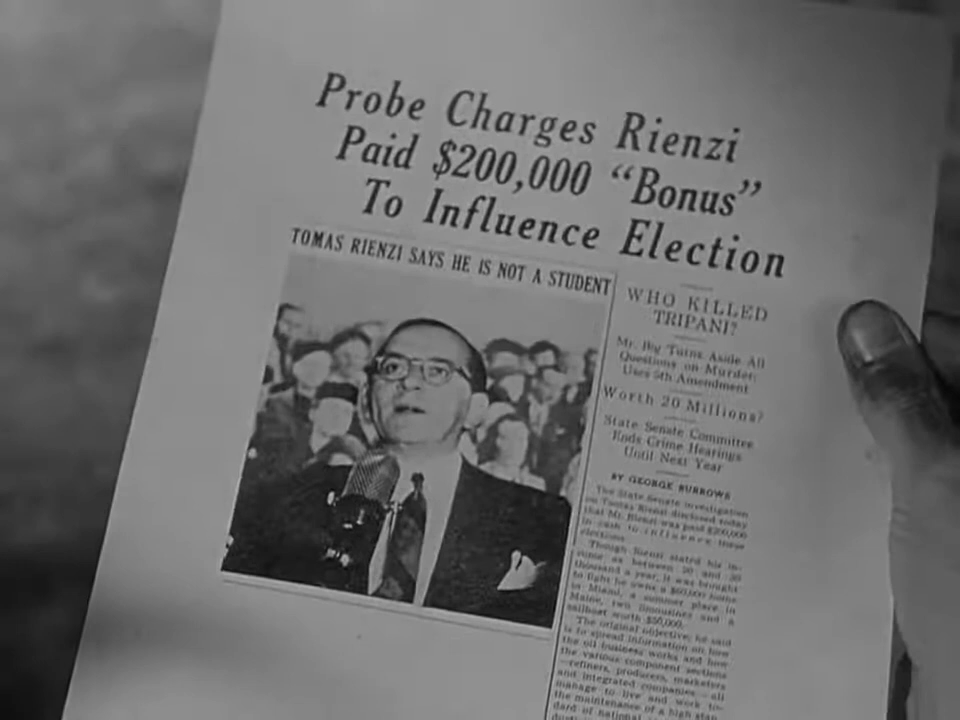 Probe Charges Rienzi
Paid $200,000 “Bonus”
To Influence Election
TOMAS RIENZI SAYS HE IS NOT A STUDENT
WHO KILLED
TRIPANI?
Mr. Big Turns Aside All
Questions on Murder;
Uses 5th Amendment
Worth 20 Millions?
State Senate Committee
Ends Crime Hearings
Until Next Year
BY GEORGE BURROWS
The State Senate investigation
on Tomas Rienzi disclosed today
that Mr. Rienzi was paid $200,000
in cash to influence these
elections.
Though Rienzi stated his in-
come as between 20 and 30
thousand a year, it was brought
to light he owns a $60,000 home
in Miami, a summer place in
Maine, two limousines and a
sailboat worth $50,000.
The original objective, he said
is to spread information on how
the oil business works and how
the various component sections
—refiners, producers, marketers
and integrated companies—all
manage to live and work to-
the maintenance of a high stan-
dard of national